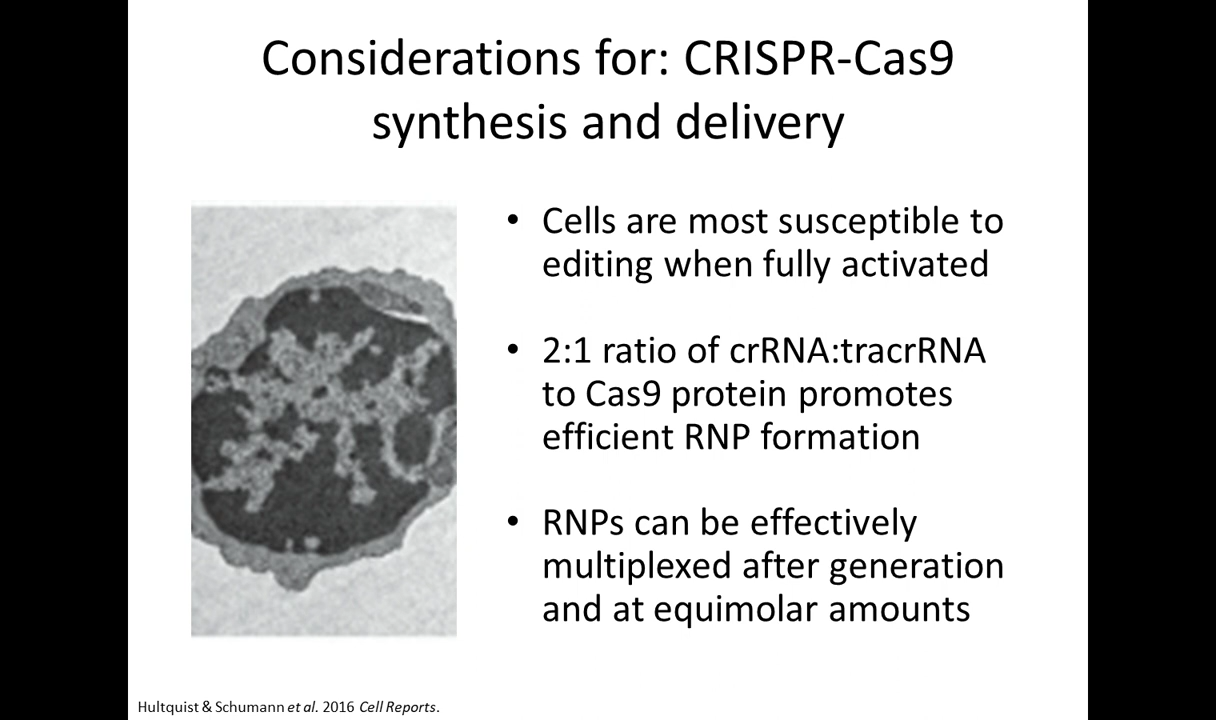 Considerations for: CRISPR-Cas9
synthesis and delivery
• Cells are most susceptible to
editing when fully activated
• 2:1 ratio of crRNA:tracrRNA
to Cas9 protein promotes
efficient RNP formation
• RNPs can be effectively
multiplexed after generation
and at equimolar amounts
Hultquist & Schumann et al. 2016 Cell Reports.